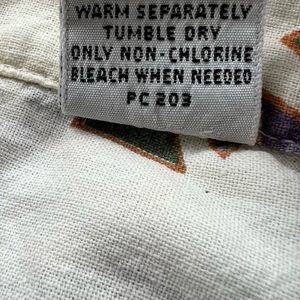 WARM SEPARATELY
TUMBLE DRY
ONLY NON-CHLORINE
BLEACH WHEN NEEDED
PC 203